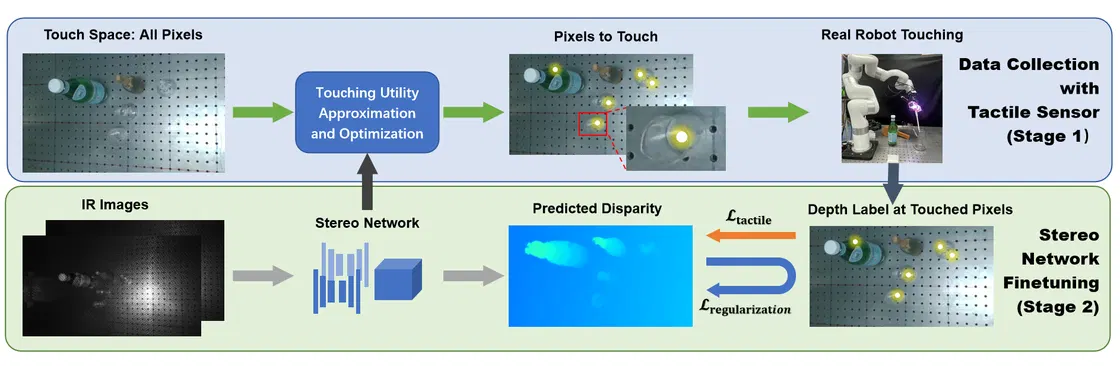 Touch Space: All Pixels
Touching Utility
Approximation
and Optimization
Pixels to Touch
Real Robot Touching
Data Collection
with
Tactile Sensor
(Stage 1)
IR Images
Stereo Network
Predicted Disparity
ℒtactile
ℒregularization
Depth Label at Touched Pixels
Stereo
Network
Finetuning
(Stage 2)